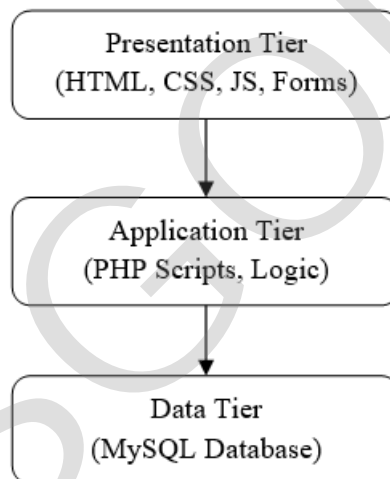 Presentation Tier
(HTML, CSS, JS, Forms)
Application Tier
(PHP Scripts, Logic)
Data Tier
(MySQL Database)